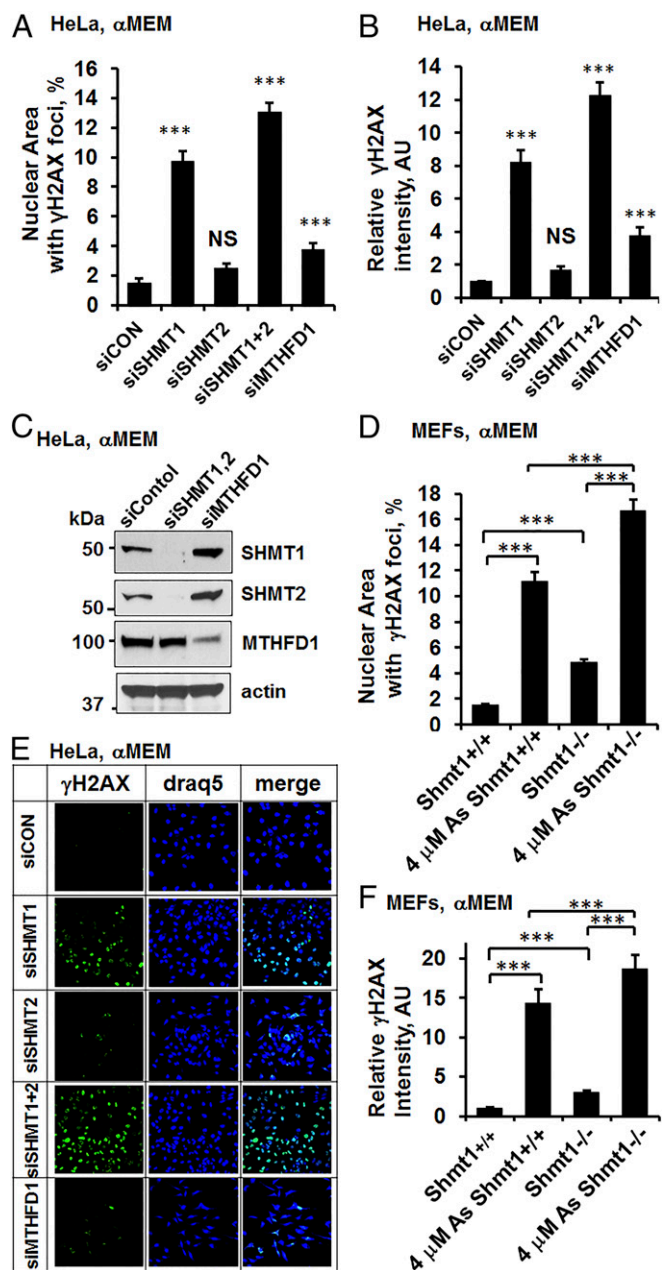 A HeLa, αMEM
Nuclear Area
with γH2AX foci, %
16
14
12
10
8
6
4
2
0
***
NS
***
***
siCON
siSHMT1
siSHMT2
siSHMT1+2
siMTHFD1
B HeLa, αMEM
Relative γH2AX
intensity, AU
14
12
10
8
6
4
2
0
***
NS
***
***
siCON
siSHMT1
siSHMT2
siSHMT1+2
siMTHFD1
C HeLa, αMEM
siContol
siSHMT1,2
siMTHFD1
kDa
50
SHMT1
50
SHMT2
100
MTHFD1
37
actin
D MEFs, αMEM
Nuclear Area
with γH2AX foci, %
18
16
14
12
10
8
6
4
2
0
***
***
***
***
Shmt1+/+
4 μM As Shmt1+/+
Shmt1-/-
4 μM As Shmt1-/-
E HeLa, αMEM
γH2AX draq5 merge
siCON
siSHMT1
siSHMT2
siSHMT1+2
siMTHFD1
F MEFs, αMEM
Relative γH2AX
Intensity, AU
20
15
10
5
0
***
***
***
***
Shmt1+/+
4 μM As Shmt1+/+
Shmt1-/-
4 μM As Shmt1-/-